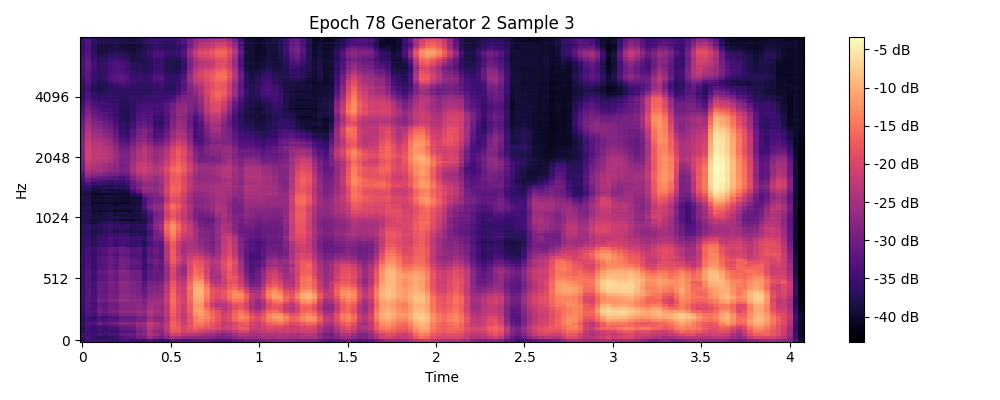 Epoch 78 Generator 2 Sample 3
Hz
4096
2048
1024
512
0
0 0.5 1 1.5 2 2.5 3 3.5 4
Time
-5 dB
-10 dB
-15 dB
-20 dB
-25 dB
-30 dB
-35 dB
-40 dB